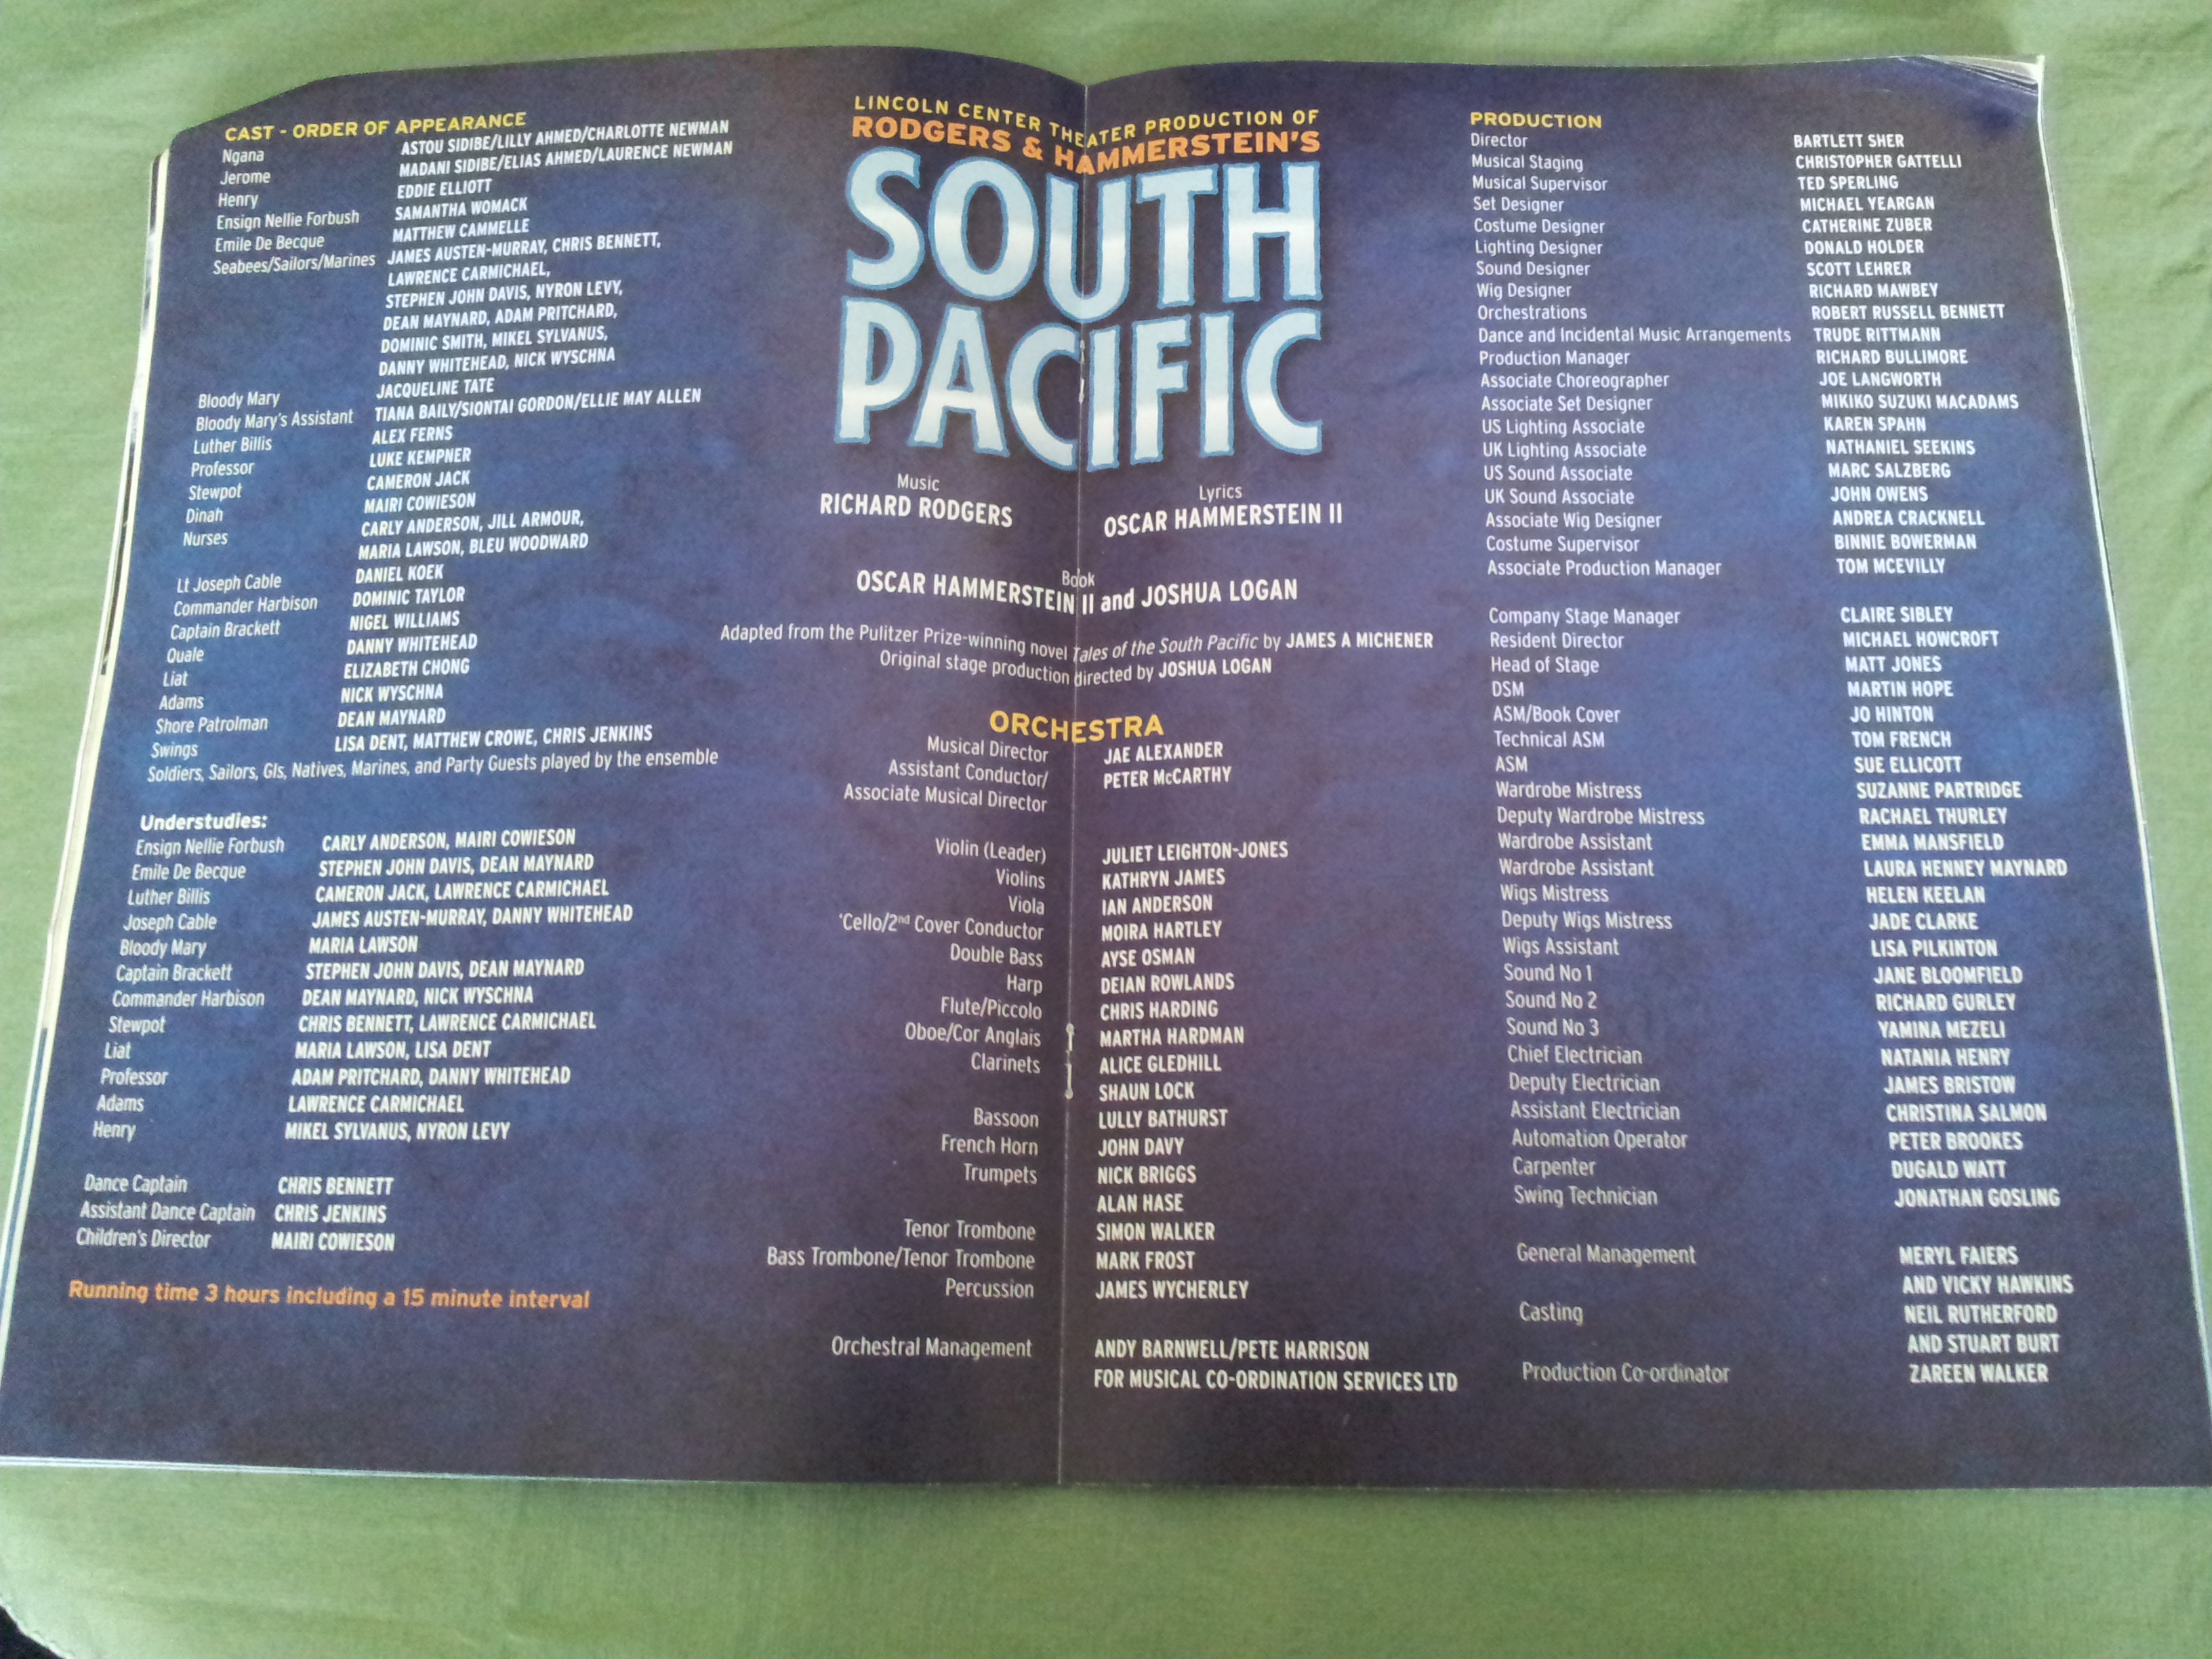 CAST - ORDER OF APPEARANCE
Ngana ASTOU SIDIBE/LILLY AHMED/CHARLOTTE NEWMAN
Jerome MADANI SIDIBE/ELIAS AHMED/LAURENCE NEWMAN
Henry EDDIE ELLIOTT
Ensign Nellie Forbush SAMANTHA WOMACK
Emile De Becque MATTHEW CAMMELLE
Seabees/Sailors/Marines JAMES AUSTEN-MURRAY, CHRIS BENNETT,
LAWRENCE CARMICHAEL,
STEPHEN JOHN DAVIS, NYRON LEVY,
DEAN MAYNARD, ADAM PRITCHARD,
DOMINIC SMITH, MIKEL SYLVANUS,
DANNY WHITEHEAD, NICK WYSCHNA
Bloody Mary JACQUELINE TATE
Bloody Mary's Assistant TIANA BAILY/SIONTAI GORDON/ELLIE MAY ALLEN
Luther Billis ALEX FERNS
Professor LUKE KEMPNER
Stewpot CAMERON JACK
Dinah MAIRI COWIESON
Nurses CARLY ANDERSON, JILL ARMOUR,
MARIA LAWSON, BLEU WOODWARD
Lt Joseph Cable DANIEL KOEK
Commander Harbison DOMINIC TAYLOR
Captain Brackett NIGEL WILLIAMS
Quale DANNY WHITEHEAD
Liat ELIZABETH CHONG
Adams NICK WYSCHNA
Shore Patrolman DEAN MAYNARD
Swings LISA DENT, MATTHEW CROWE, CHRIS JENKINS
Soldiers, Sailors, GIs, Natives, Marines, and Party Guests played by the ensemble
Understudies:
Ensign Nellie Forbush CARLY ANDERSON, MAIRI COWIESON
Emile De Becque STEPHEN JOHN DAVIS, DEAN MAYNARD
Luther Billis CAMERON JACK, LAWRENCE CARMICHAEL
Joseph Cable JAMES AUSTEN-MURRAY, DANNY WHITEHEAD
Bloody Mary MARIA LAWSON
Captain Brackett STEPHEN JOHN DAVIS, DEAN MAYNARD
Commander Harbison DEAN MAYNARD, NICK WYSCHNA
Stewpot CHRIS BENNETT, LAWRENCE CARMICHAEL
Liat MARIA LAWSON, LISA DENT
Professor ADAM PRITCHARD, DANNY WHITEHEAD
Adams LAWRENCE CARMICHAEL
Henry MIKEL SYLVANUS, NYRON LEVY
Dance Captain CHRIS BENNETT
Assistant Dance Captain CHRIS JENKINS
Children's Director MAIRI COWIESON
Running time 3 hours including a 15 minute interval
LINCOLN CENTER THEATER PRODUCTION OF
RODGERS & HAMMERSTEIN'S
SOUTH
PACIFIC
Music Lyrics
RICHARD RODGERS OSCAR HAMMERSTEIN II
Book
OSCAR HAMMERSTEIN II and JOSHUA LOGAN
Adapted from the Pulitzer Prize-winning novel Tales of the South Pacific by JAMES A MICHENER
Original stage production directed by JOSHUA LOGAN
ORCHESTRA
Musical Director JAE ALEXANDER
Assistant Conductor/ PETER McCARTHY
Associate Musical Director
Violin (Leader) JULIET LEIGHTON-JONES
Violins KATHRYN JAMES
Viola IAN ANDERSON
'Cello/2nd Cover Conductor MOIRA HARTLEY
Double Bass AYSE OSMAN
Harp DEIAN ROWLANDS
Flute/Piccolo CHRIS HARDING
Oboe/Cor Anglais MARTHA HARDMAN
Clarinets ALICE GLEDHILL
SHAUN LOCK
Bassoon LULLY BATHURST
French Horn JOHN DAVY
Trumpets NICK BRIGGS
ALAN HASE
Tenor Trombone SIMON WALKER
Bass Trombone/Tenor Trombone MARK FROST
Percussion JAMES WYCHERLEY
Orchestral Management ANDY BARNWELL/PETE HARRISON
FOR MUSICAL CO-ORDINATION SERVICES LTD
PRODUCTION
Director BARTLETT SHER
Musical Staging CHRISTOPHER GATTELLI
Musical Supervisor TED SPERLING
Set Designer MICHAEL YEARGAN
Costume Designer CATHERINE ZUBER
Lighting Designer DONALD HOLDER
Sound Designer SCOTT LEHRER
Wig Designer RICHARD MAWBEY
Orchestrations ROBERT RUSSELL BENNETT
Dance and Incidental Music Arrangements TRUDE RITTMANN
Production Manager RICHARD BULLIMORE
Associate Choreographer JOE LANGWORTH
Associate Set Designer MIKIKO SUZUKI MACADAMS
US Lighting Associate KAREN SPAHN
UK Lighting Associate NATHANIEL SEEKINS
US Sound Associate MARC SALZBERG
UK Sound Associate JOHN OWENS
Associate Wig Designer ANDREA CRACKNELL
Costume Supervisor BINNIE BOWERMAN
Associate Production Manager TOM MCEVILLY
Company Stage Manager CLAIRE SIBLEY
Resident Director MICHAEL HOWCROFT
Head of Stage MATT JONES
DSM MARTIN HOPE
ASM/Book Cover JO HINTON
Technical ASM TOM FRENCH
ASM SUE ELLICOTT
Wardrobe Mistress SUZANNE PARTRIDGE
Deputy Wardrobe Mistress RACHAEL THURLEY
Wardrobe Assistant EMMA MANSFIELD
Wardrobe Assistant LAURA HENNEY MAYNARD
Wigs Mistress HELEN KEELAN
Deputy Wigs Mistress JADE CLARKE
Wigs Assistant LISA PILKINTON
Sound No 1 JANE BLOOMFIELD
Sound No 2 RICHARD GURLEY
Sound No 3 YAMINA MEZELI
Chief Electrician NATANIA HENRY
Deputy Electrician JAMES BRISTOW
Assistant Electrician CHRISTINA SALMON
Automation Operator PETER BROOKES
Carpenter DUGALD WATT
Swing Technician JONATHAN GOSLING
General Management MERYL FAIERS
AND VICKY HAWKINS
Casting NEIL RUTHERFORD
AND STUART BURT
Production Co-ordinator ZAREEN WALKER